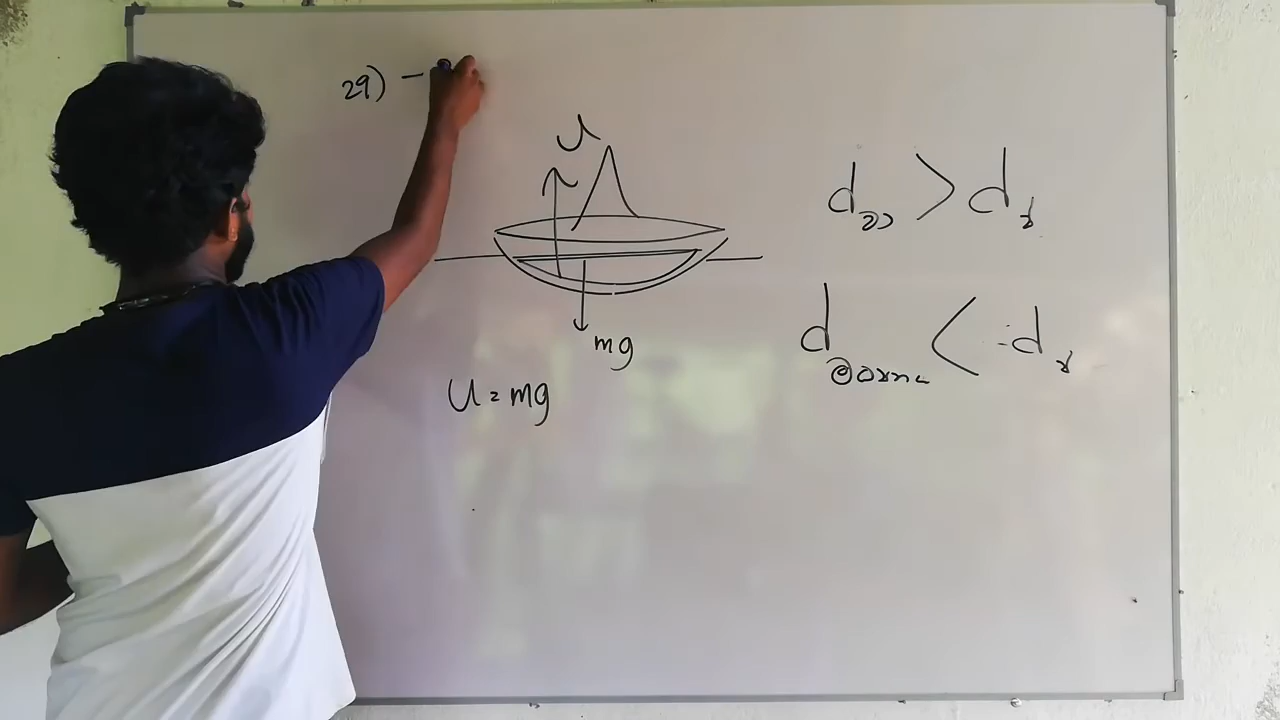 29) –
U
mg
U = mg
d > d
d < d